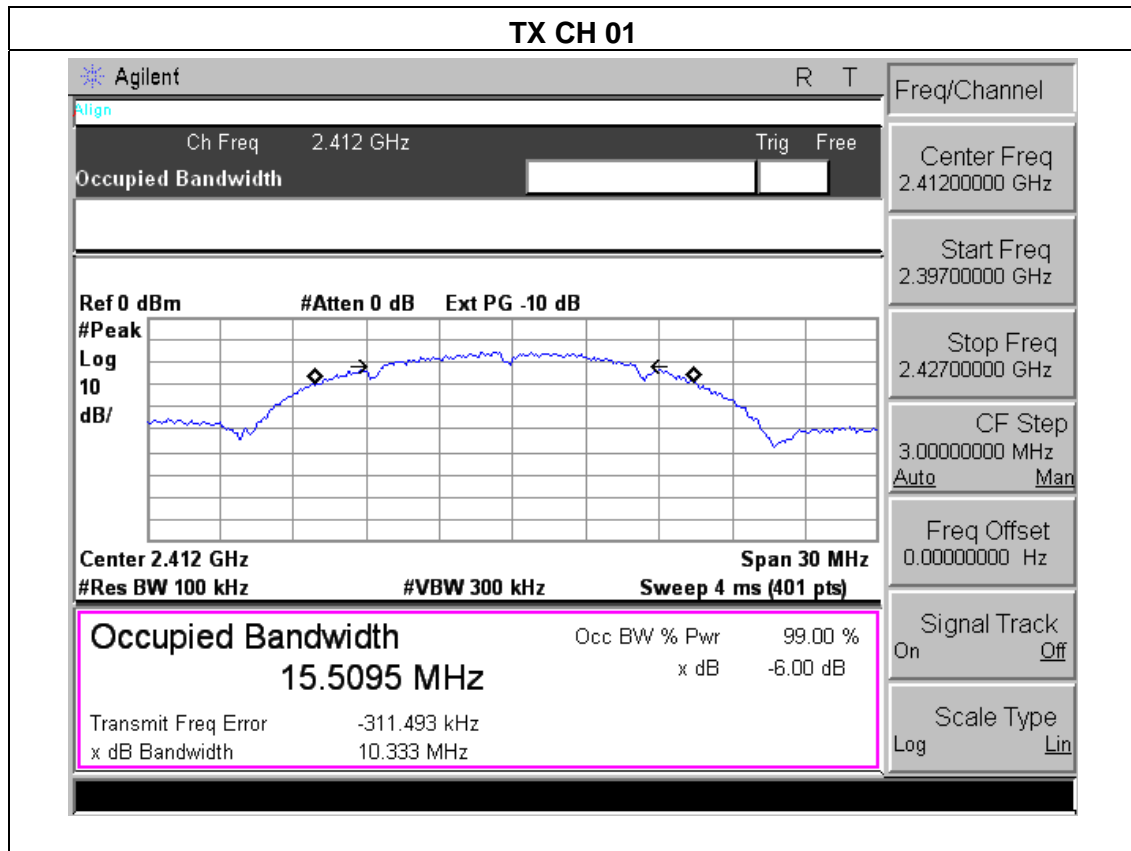 TX CH 01
Agilent R T
Align
Ch Freq 2.412 GHz Trig Free
Occupied Bandwidth
Ref 0 dBm #Atten 0 dB Ext PG -10 dB
#Peak
Log
10
dB/
Center 2.412 GHz Span 30 MHz
#Res BW 100 kHz #VBW 300 kHz Sweep 4 ms (401 pts)
Occupied Bandwidth Occ BW % Pwr 99.00 %
15.5095 MHz x dB -6.00 dB
Transmit Freq Error -311.493 kHz
x dB Bandwidth 10.333 MHz
Freq/Channel
Center Freq
2.41200000 GHz
Start Freq
2.39700000 GHz
Stop Freq
2.42700000 GHz
CF Step
3.00000000 MHz
Auto Man
Freq Offset
0.00000000 Hz
Signal Track
On Off
Scale Type
Log Lin